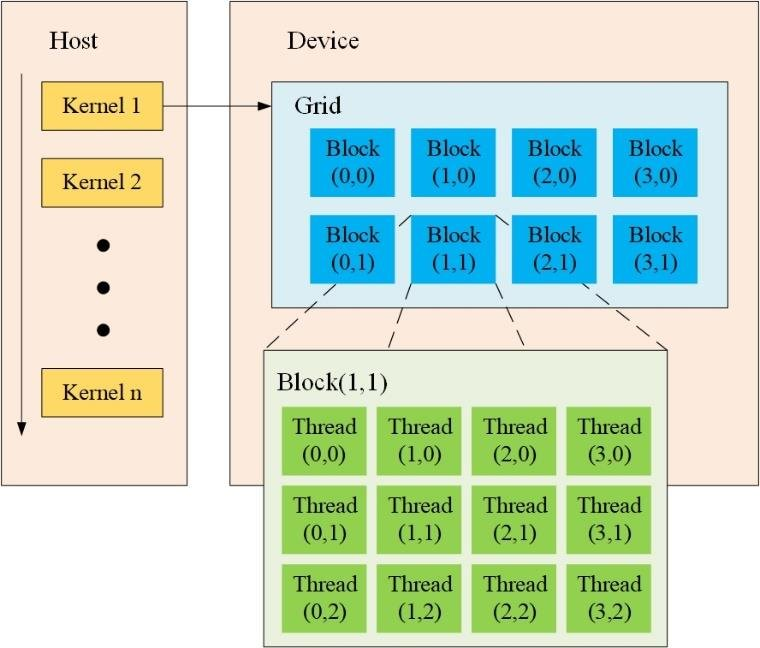 Host
Kernel 1
Kernel 2
Kernel n
Device
Grid
Block
(0,0)
Block
(1,0)
Block
(2,0)
Block
(3,0)
Block
(0,1)
Block
(1,1)
Block
(2,1)
Block
(3,1)
Block(1,1)
Thread
(0,0)
Thread
(1,0)
Thread
(2,0)
Thread
(3,0)
Thread
(0,1)
Thread
(1,1)
Thread
(2,1)
Thread
(3,1)
Thread
(0,2)
Thread
(1,2)
Thread
(2,2)
Thread
(3,2)